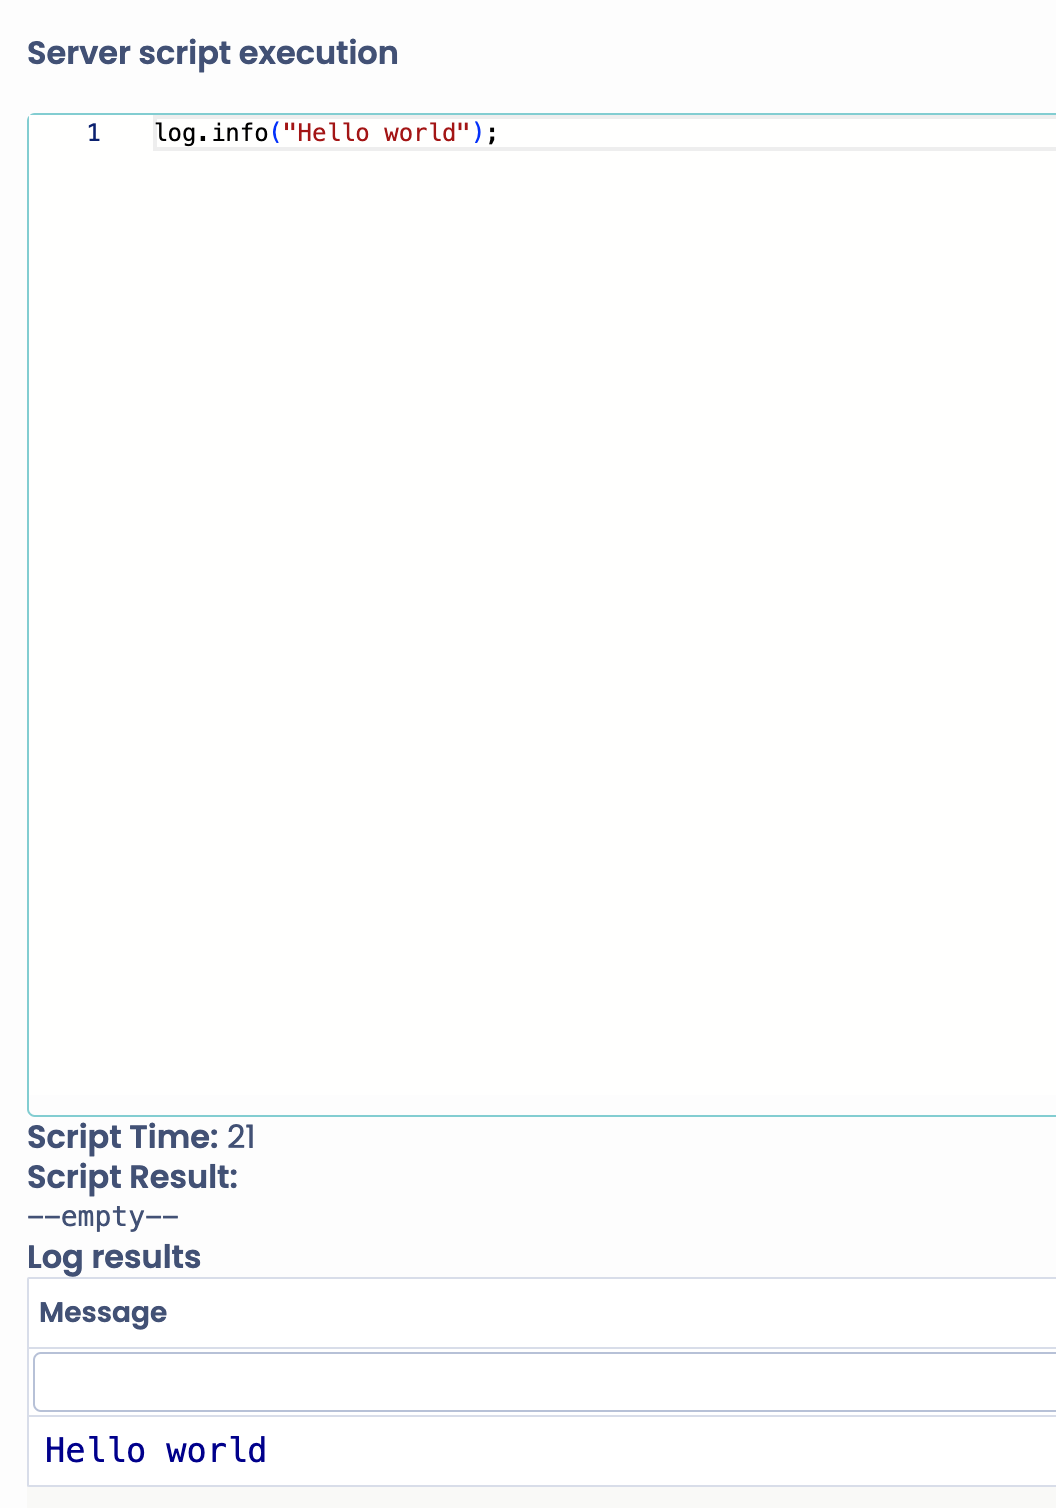 Server script execution
1 log.info("Hello world");
Script Time: 21
Script Result:
--empty--
Log results
Message
Hello world